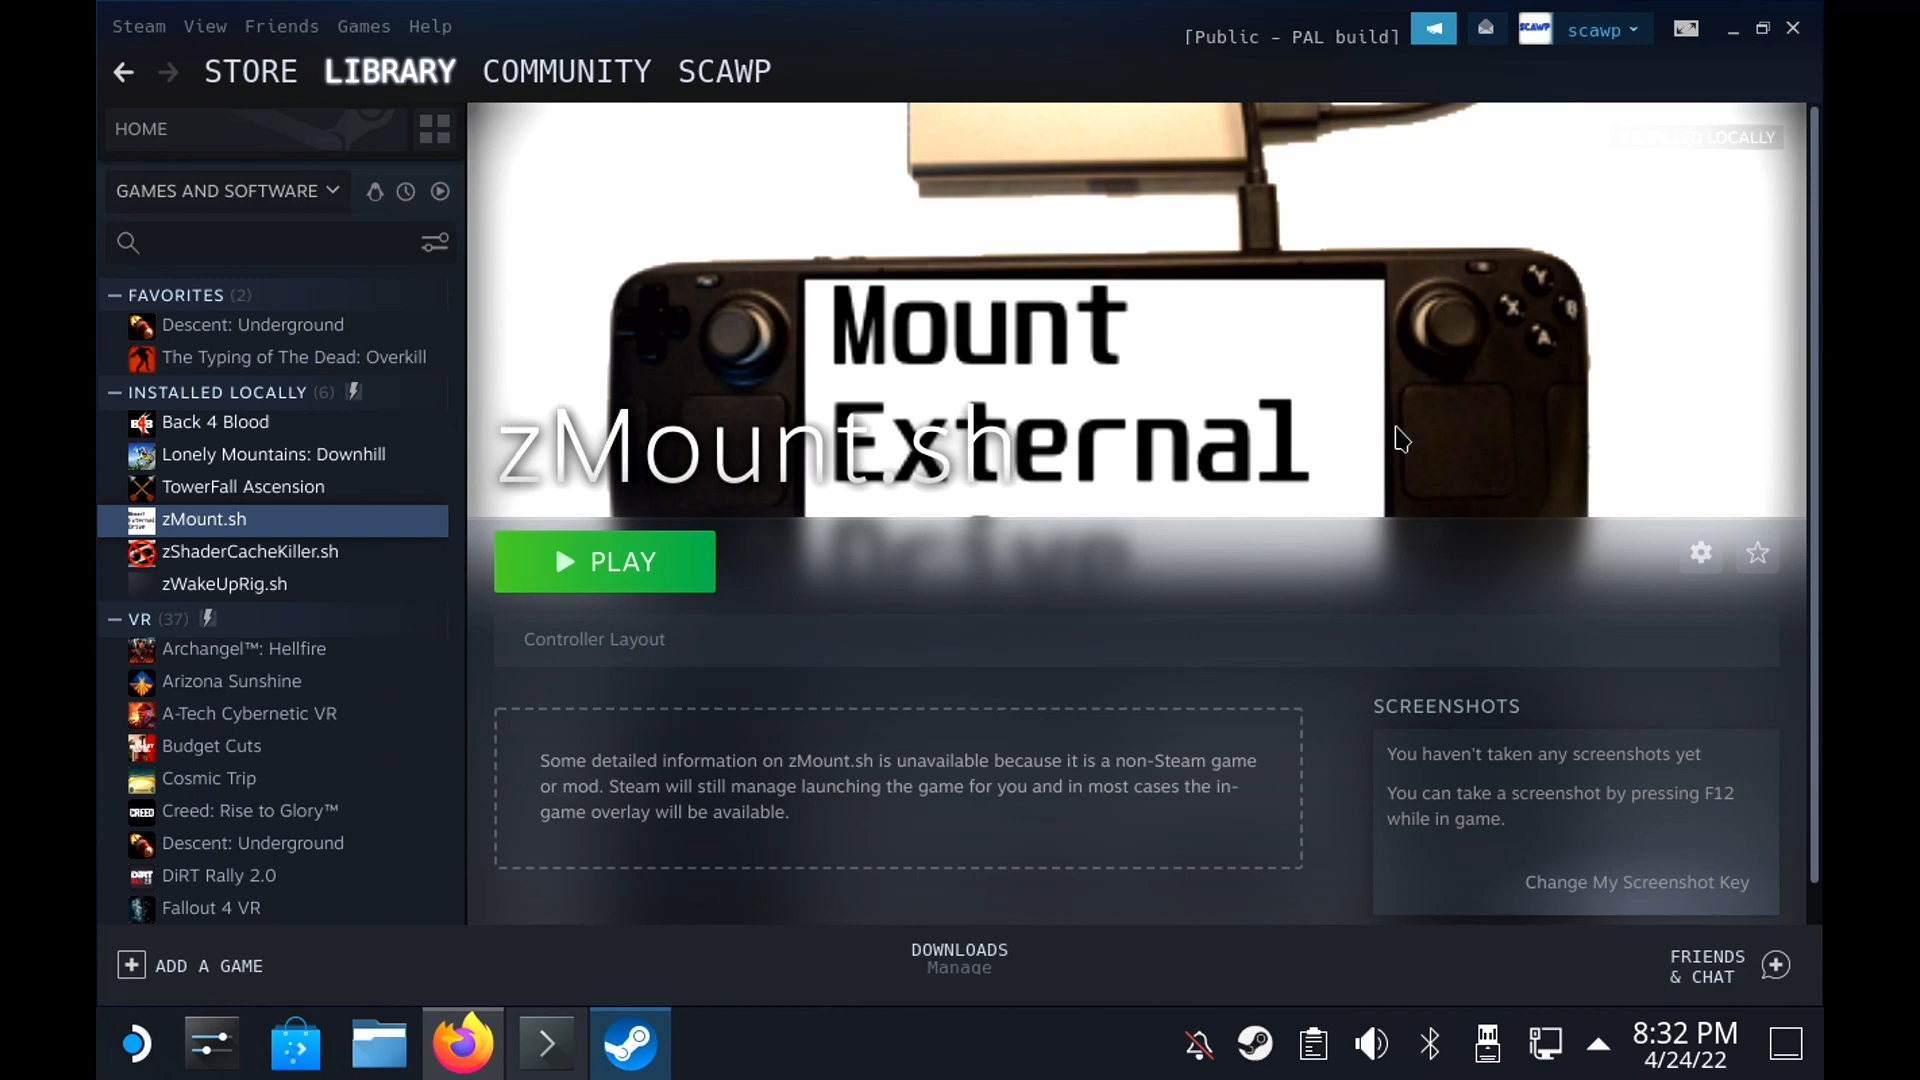 Steam View Friends Games Help
[Public - PAL build]
SCAWP
scawp
STORE LIBRARY COMMUNITY SCAWP
HOME
GAMES AND SOFTWARE
FAVORITES (2)
Descent: Underground
The Typing of The Dead: Overkill
INSTALLED LOCALLY (6)
Back 4 Blood
Lonely Mountains: Downhill
TowerFall Ascension
zMount.sh
zShaderCacheKiller.sh
zWakeUpRig.sh
VR (37)
Archangel™: Hellfire
Arizona Sunshine
A-Tech Cybernetic VR
Budget Cuts
Cosmic Trip
CREED
Creed: Rise to Glory™
Descent: Underground
DiRT Rally 2.0
Fallout 4 VR
INSTALLED LOCALLY
Mount
External
Y
X
B
A
zMount.sh
PLAY
Controller Layout
Some detailed information on zMount.sh is unavailable because it is a non-Steam game
or mod. Steam will still manage launching the game for you and in most cases the in-
game overlay will be available.
SCREENSHOTS
You haven't taken any screenshots yet
You can take a screenshot by pressing F12
while in game.
Change My Screenshot Key
ADD A GAME
DOWNLOADS
Manage
FRIENDS
& CHAT
8:32 PM
4/24/22